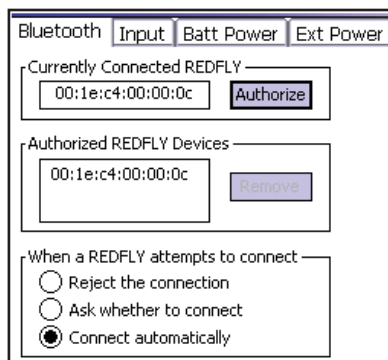 Bluetooth Input Batt Power Ext Power
Currently Connected REDFLY
00:1e:c4:00:00:0c Authorize
Authorized REDFLY Devices
00:1e:c4:00:00:0c
Remove
When a REDFLY attempts to connect
Reject the connection
Ask whether to connect
Connect automatically